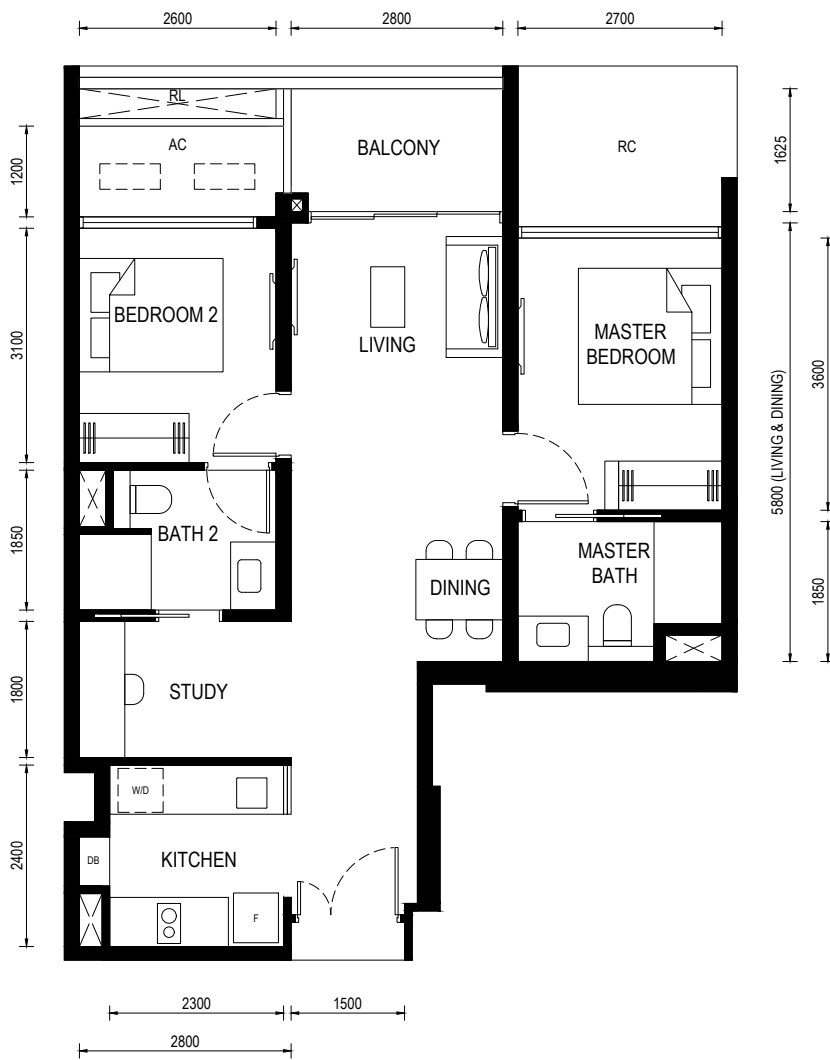 2600
2800
2700
RL
AC
BALCONY
RC
1200
1625
BEDROOM 2
LIVING
MASTER
BEDROOM
3100
5800 (LIVING & DINING)
3600
BATH 2
DINING
MASTER
BATH
1850
1850
STUDY
1800
W/D
KITCHEN
DB
F
2400
2300
1500
2800